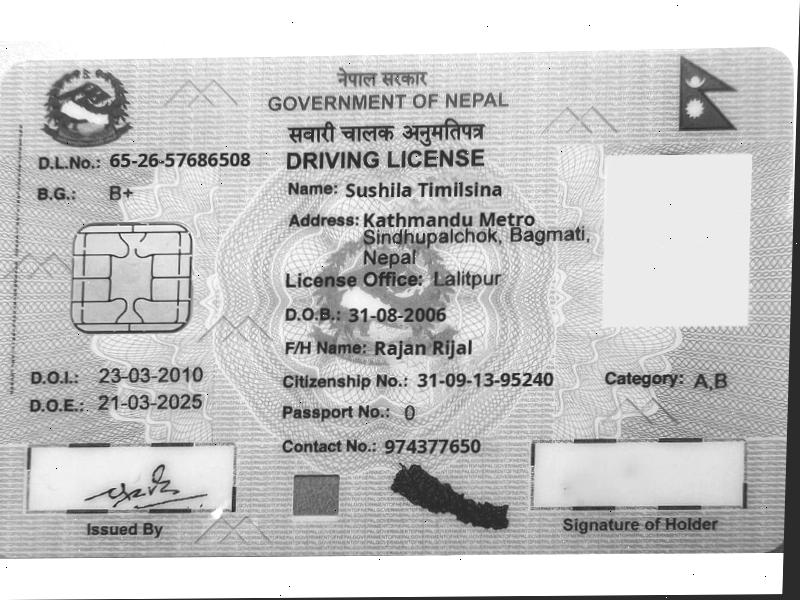 नेपाल सरकार
GOVERNMENT OF NEPAL
सवारी चालक अनुमतिपत्र
DRIVING LICENSE
D.L.No.: 65-26-57686508
B.G.: B+
Name: Sushila Timilsina
Address: Kathmandu Metro
Sindhupalchok, Bagmati,
Nepal
License Office: Lalitpur
D.O.B.: 31-08-2006
F/H Name: Rajan Rijal
D.O.I.: 23-03-2010
D.O.E.: 21-03-2025
Citizenship No.: 31-09-13-95240
Category: A,B
Passport No.: 0
Contact No.: 974377650
Issued By
Signature of Holder